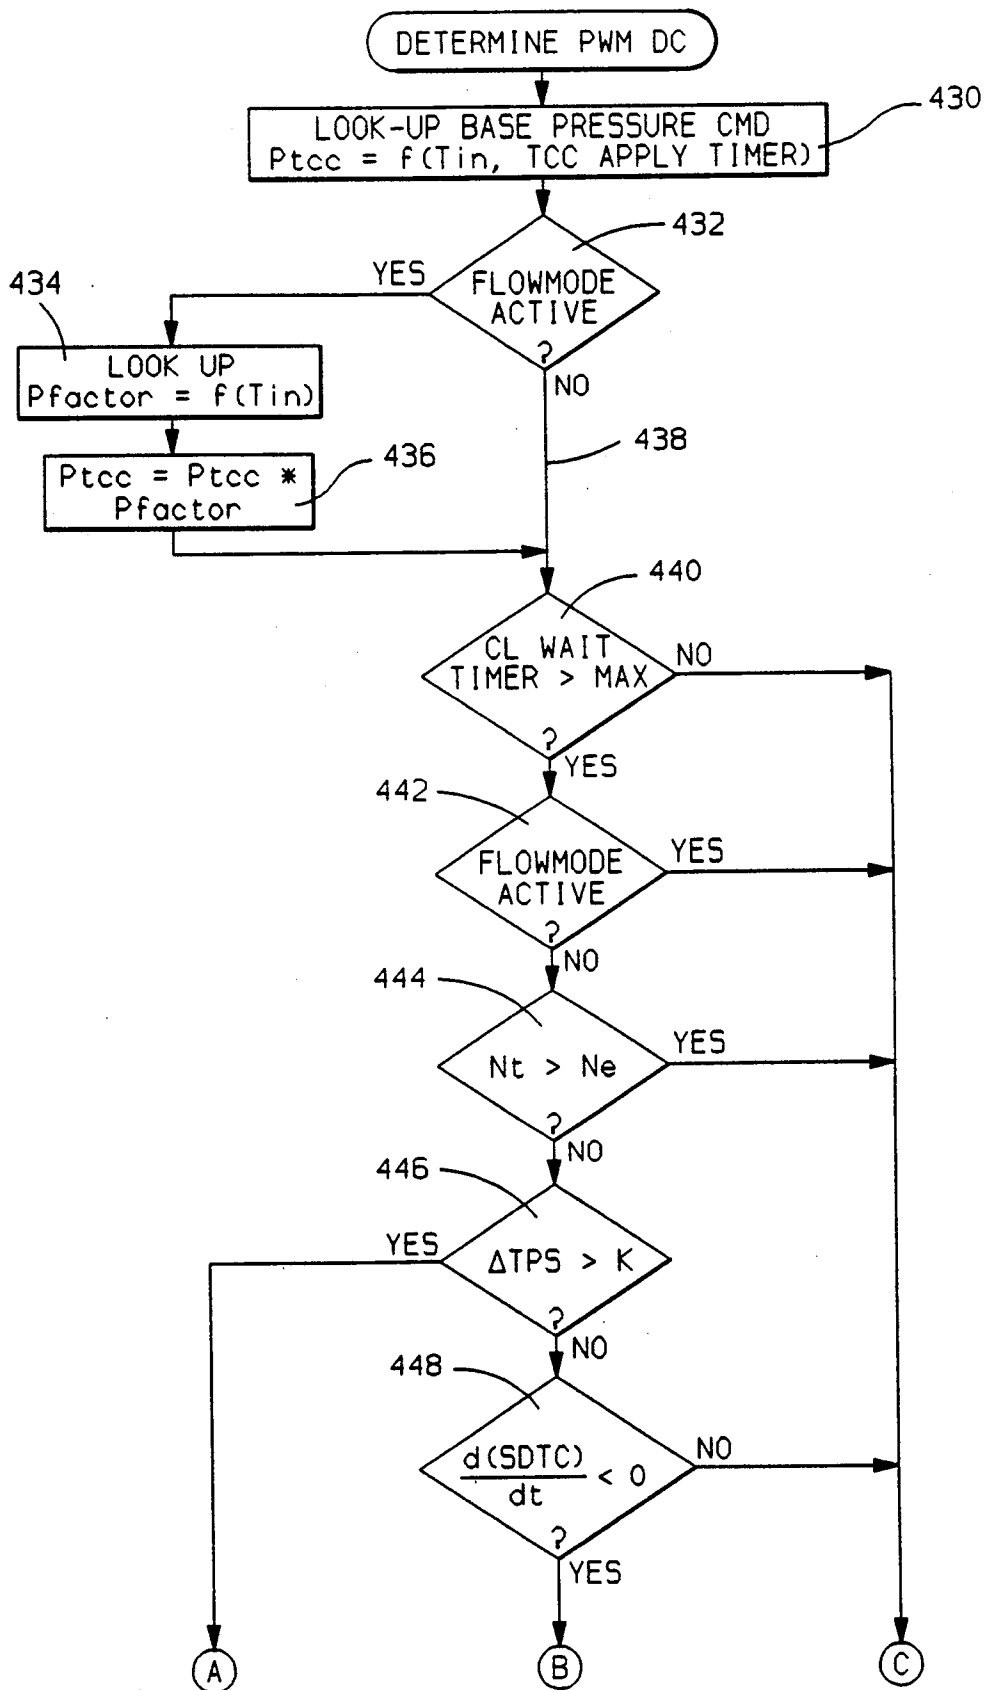 DETERMINE PWM DC
430
LOOK-UP BASE PRESSURE CMD
Ptcc = f(Tin, TCC APPLY TIMER)
432
FLOWMODE
ACTIVE
?
YES
NO
434
LOOK UP
Pfactor = f(Tin)
438
436
Ptcc = Ptcc *
Pfactor
440
CL WAIT
TIMER > MAX
?
NO
YES
442
FLOWMODE
ACTIVE
?
YES
NO
444
Nt > Ne
?
YES
NO
446
ΔTPS > K
?
YES
NO
448
d(SDTC)
dt
< 0
?
NO
YES
A
B
C